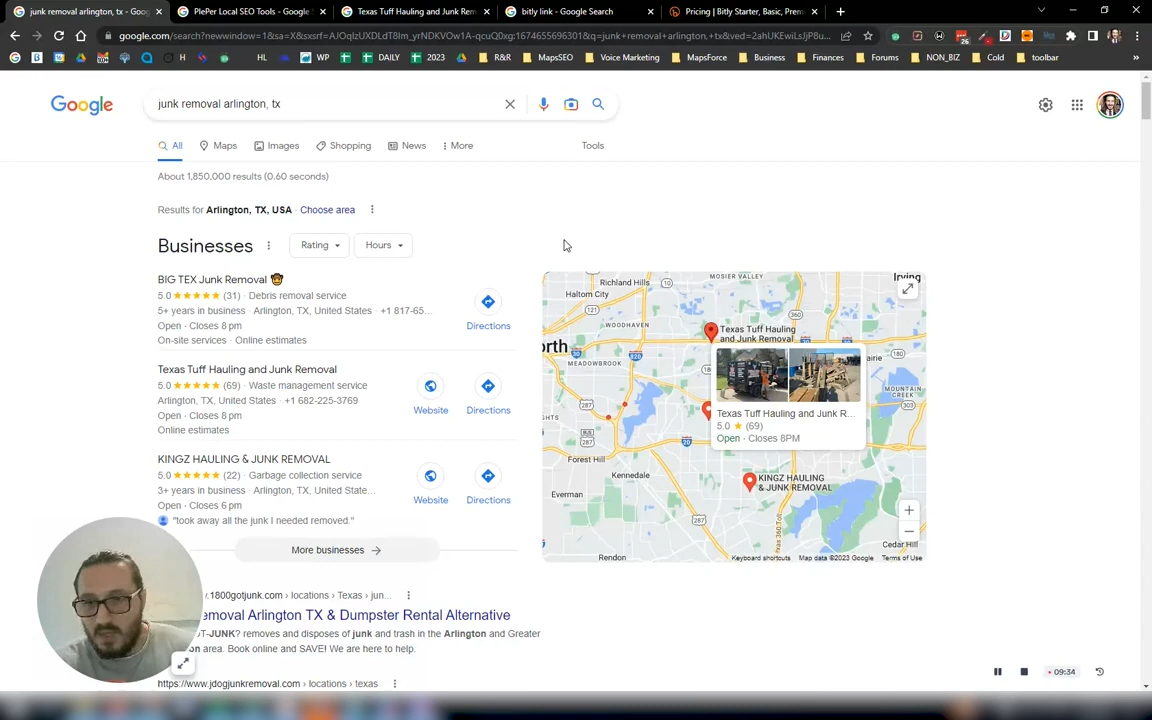 junk removal arlington, tx - Goog
PlePer Local SEO Tools - Google
Texas Tuff Hauling and Junk Rem
bitly link - Google Search
Pricing | Bitly Starter, Basic, Prem
google.com/search?newwindow=1&sa=X&sxsrf=AJOqlzUXDLdT8Im_yrNDKVOw1A-qcuQ0xg:1674655696301&q=junk+removal+arlington,+tx&ved=2ahUKEwiLsJjP8u...
H
HL
WP
DAILY
2023
R&R
MapsSEO
Voice Marketing
MapsForce
Business
Finances
Forums
NON_BIZ
Cold
toolbar
Google
junk removal arlington, tx
All
Maps
Images
Shopping
News
More
Tools
About 1,850,000 results (0.60 seconds)
Results for Arlington, TX, USA · Choose area
Businesses
Rating
Hours
BIG TEX Junk Removal
5.0 (31) · Debris removal service
5+ years in business · Arlington, TX, United States · +1 817-65...
Open · Closes 8 pm
On-site services · Online estimates
Directions
Texas Tuff Hauling and Junk Removal
5.0 (69) · Waste management service
Arlington, TX, United States · +1 682-225-3769
Open · Closes 8 pm
Online estimates
Website
Directions
KINGZ HAULING & JUNK REMOVAL
5.0 (22) · Garbage collection service
3+ years in business · Arlington, TX, United State...
Open · Closes 6 pm
"took away all the junk I needed removed."
Website
Directions
More businesses
MOSIER VALLEY
Irving
Richland Hills
Haltom City
WOODHAVEN
Texas Tuff Hauling
and Junk Removal
orth
MEADOWBROOK
rairie
MOUNTAIN
CREEK
Texas Tuff Hauling and Junk R...
5.0 (69)
Open · Closes 8PM
Forest Hill
Kennedale
KINGZ HAULING
& JUNK REMOVAL
Everman
Rendon
Cedar Hill
Keyboard shortcuts
Map data ©2023 Google
Terms of Use
.1800gotjunk.com › locations › Texas › jun...
emoval Arlington TX & Dumpster Rental Alternative
OT-JUNK? removes and disposes of junk and trash in the Arlington and Greater
on area. Book online and SAVE! We are here to help.
https://www.jdogjunkremoval.com › locations › texas
09:34